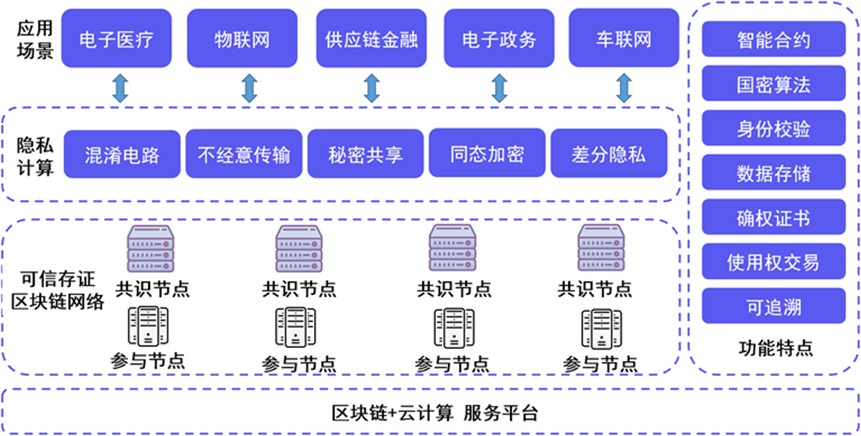 应用
场景
电子医疗
物联网
供应链金融
电子政务
车联网
隐私
计算
混淆电路
不经意传输
秘密共享
同态加密
差分隐私
可信存证
区块链网络
共识节点
共识节点
共识节点
共识节点
参与节点
参与节点
参与节点
参与节点
智能合约
国密算法
身份校验
数据存储
确权证书
使用权交易
可追溯
功能特点
区块链+云计算 服务平台